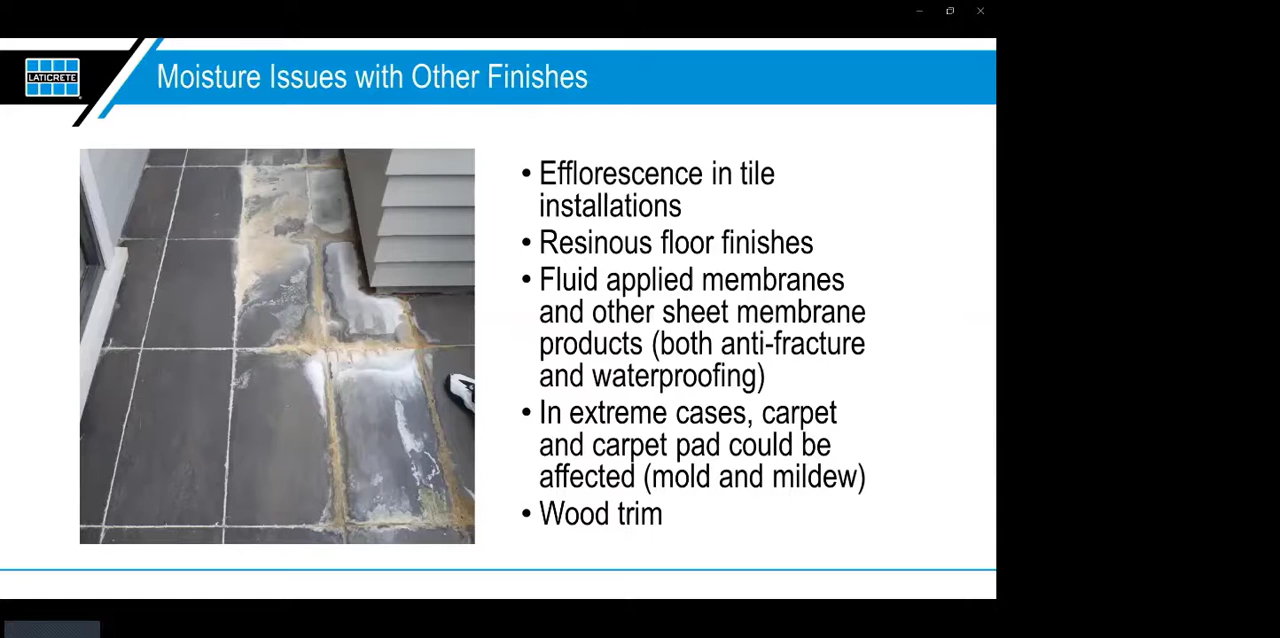 LATICRETE
Moisture Issues with Other Finishes
• Efflorescence in tile
installations
• Resinous floor finishes
• Fluid applied membranes
and other sheet membrane
products (both anti-fracture
and waterproofing)
• In extreme cases, carpet
and carpet pad could be
affected (mold and mildew)
• Wood trim